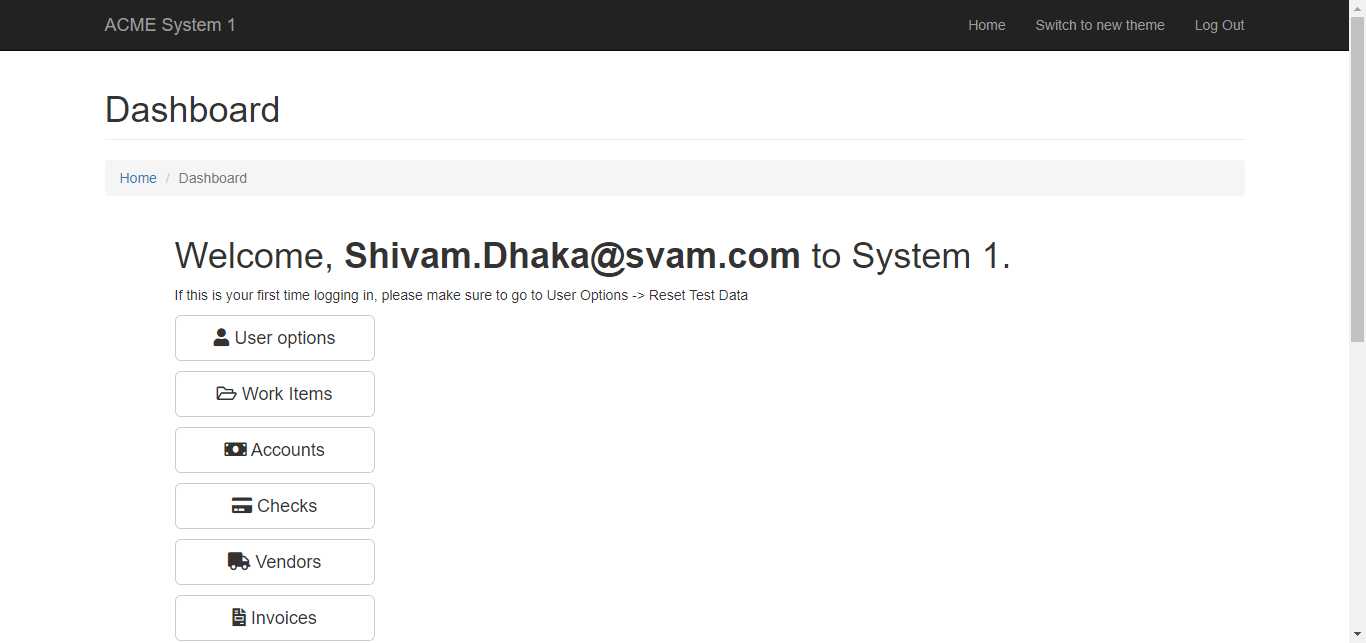 ACME System 1
Home Switch to new theme Log Out
Dashboard
Home / Dashboard
Welcome, Shivam.Dhaka@svam.com to System 1.
If this is your first time logging in, please make sure to go to User Options -> Reset Test Data
User options
Work Items
Accounts
Checks
Vendors
Invoices